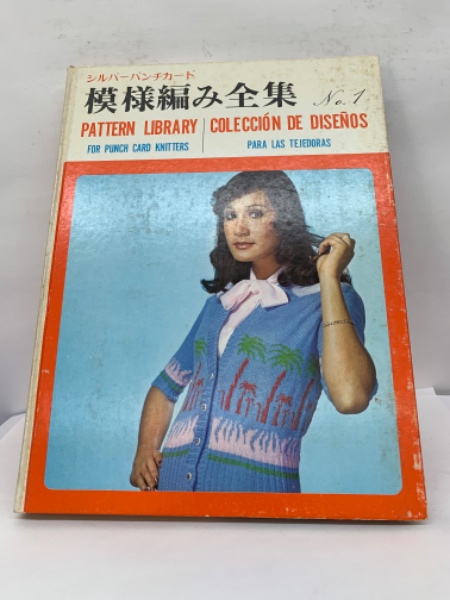 シルバーパンチカード
模様編み全集 No.1
PATTERN LIBRARY COLECCIÓN DE DISEÑOS
FOR PUNCH CARD KNITTERS PARA LAS TEJEDORAS